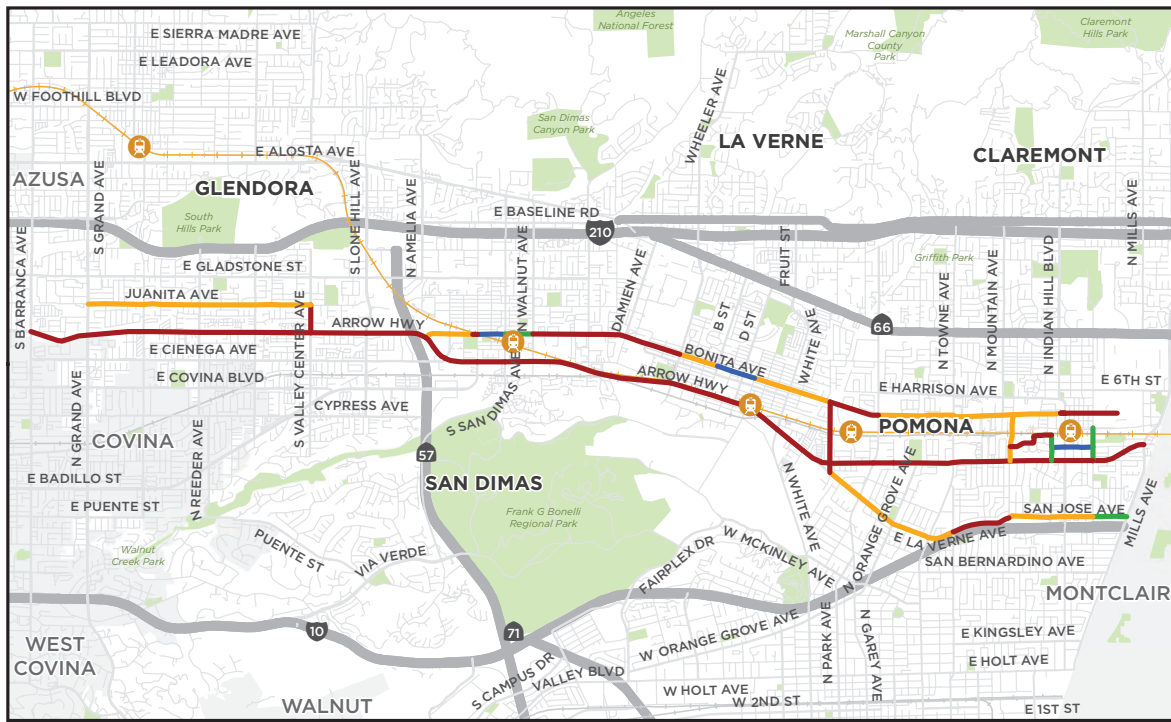 Angeles
National Forest
Claremont
Hills Park
E SIERRA MADRE AVE
Marshall Canyon
County
Park
E LEADORA AVE
W FOOTHILL BLVD
WHEELER AVE
San Dimas
Canyon Park
LA VERNE
E ALOSTA AVE
CLAREMONT
AZUSA
GLENDORA
S GRAND AVE
S LONE HILL AVE
N AMELIA AVE
N MILLS AVE
South
Hills Park
E BASELINE RD
210
FRUIT ST
Griffith Park
S BARRANCA AVE
E GLADSTONE ST
N WALNUT AVE
DAMIEN AVE
N TOWNE AVE
N MOUNTAIN AVE
N INDIAN HILL BLVD
JUANITA AVE
B ST
D ST
WHITE AVE
66
ARROW HWY
E CIENEGA AVE
BONITA AVE
S VALLEY CENTER AVE
E COVINA BLVD
ARROW HWY
E HARRISON AVE
E 6TH ST
CYPRESS AVE
S SAN DIMAS AVE
N GRAND AVE
COVINA
N REEDER AVE
POMONA
57
E BADILLO ST
SAN DIMAS
N WHITE AVE
N ORANGE GROVE AVE
E PUENTE ST
Frank G Bonelli
Regional Park
SAN JOSE AVE
MILLS AVE
Walnut
Creek Park
PUENTE ST
VIA VERDE
FAIRPLEX DR
W MCKINLEY AVE
E LA VERNE AVE
SAN BERNARDINO AVE
MONTCLAIR
10
71
WEST
COVINA
W ORANGE GROVE AVE
N PARK AVE
N GAREY AVE
E KINGSLEY AVE
S CAMPUS DR
VALLEY BLVD
E HOLT AVE
WALNUT
W HOLT AVE
W 2ND ST
E 1ST ST